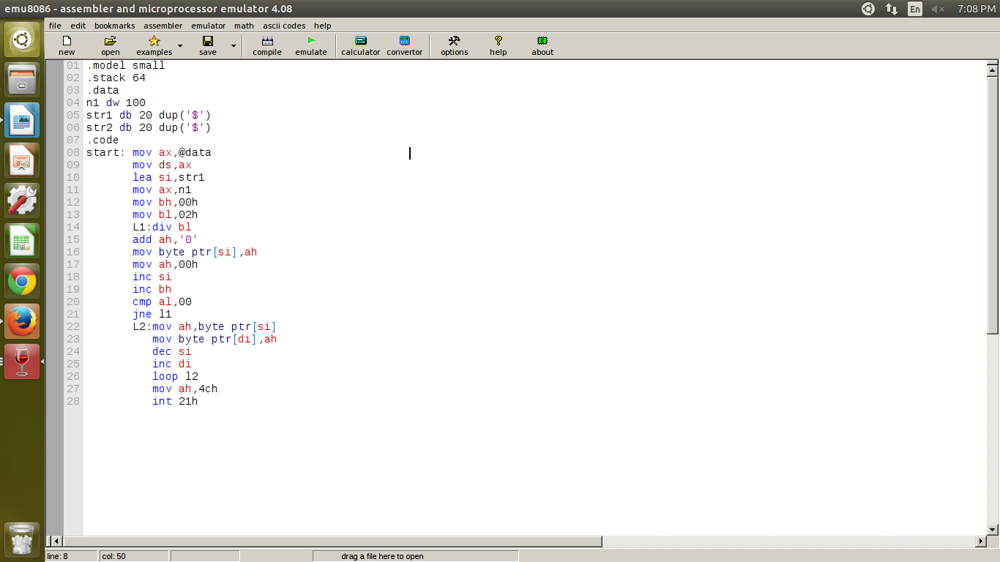 emu8086 - assembler and microprocessor emulator 4.08
En
7:08 PM
file edit bookmarks assembler emulator math ascii codes help
new open examples save compile emulate calculator convertor options help about
01 .model small
02 .stack 64
03 .data
04 n1 dw 100
05 str1 db 20 dup('$')
06 str2 db 20 dup('$')
07 .code
08 start: mov ax,@data
09 mov ds,ax
10 lea si,str1
11 mov ax,n1
12 mov bh,00h
13 mov bl,02h
14 L1:div bl
15 add ah,'0'
16 mov byte ptr[si],ah
17 mov ah,00h
18 inc si
19 inc bh
20 cmp al,00
21 jne l1
22 L2:mov ah,byte ptr[si]
23 mov byte ptr[di],ah
24 dec si
25 inc di
26 loop l2
27 mov ah,4ch
28 int 21h
line: 8 col: 50 drag a file here to open